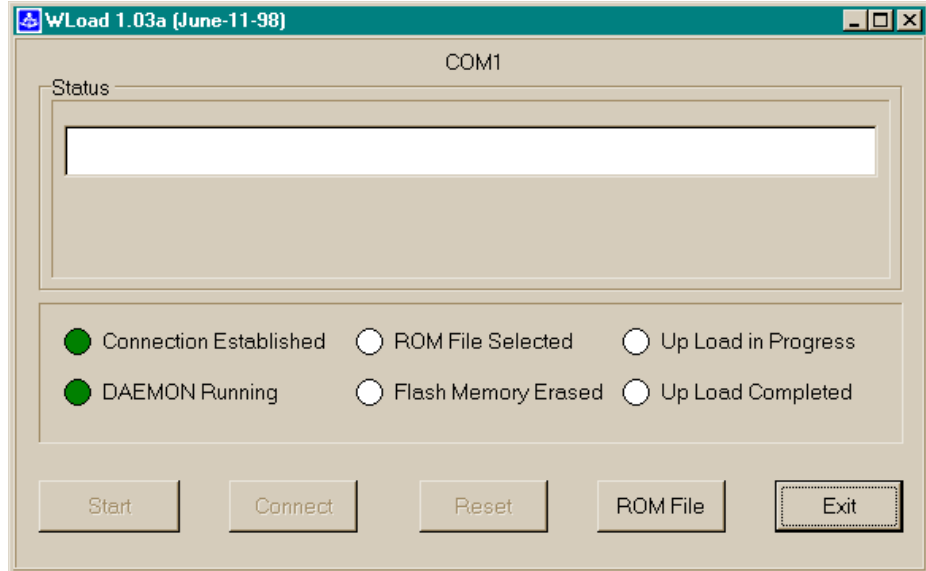 WLoad 1.03a (June-11-98)
COM1
Status
Connection Established ROM File Selected Up Load in Progress
DAEMON Running Flash Memory Erased Up Load Completed
Start Connect Reset ROM File Exit